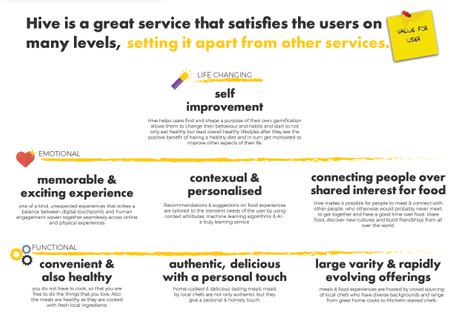 Hive is a great service that satisfies the users on
many levels, setting it apart from other services.
VALUE FOR
USER
LIFE CHANGING
self
improvement
Hive helps users find and shape a purpose of their own. gamification
allows them to change their behaviour and habits and start to not
only eat healthy but lead overall healthy lifestyles after they see the
positive benefit of having a healthy diet and in turn get motivated to
improve other aspects of their life.
EMOTIONAL
memorable &
exciting experience
one of a kind, unexpected experiences that strikes a
balance between digital touchpoints and human
engagement woven together seamlessly across online
and physical experiences
contexual &
personalised
Recommendations & suggestions on food experiences
are tailored to the transient needs of the user by using
context attributes, machine learning algorithms & AI -
a truly learning service.
connecting people over
shared interest for food
Hive makes it possible for people to meet & connect with
other people, who otherwise would probably never meet,
to get together and have a good time over food, share
food, discover new cultures and build friendships from all
over the world.
FUNCTIONAL
convenient &
also healthy
you do not have to cook, so that you are
free to do the things that you love. Also
the meals are healthy as they are cooked
with fresh local ingredients
authentic, delicious
with a personal touch
home cooked & delicious tasting meals meals
by local chefs are not only authentic but they
give a personal & homely touch.
large varity & rapidly
evolving offerings
meals & food experiences are hosted by crowd sourcing
of local chefs who have diverse backgrounds and range
from great home cooks to Michelin starred chefs.